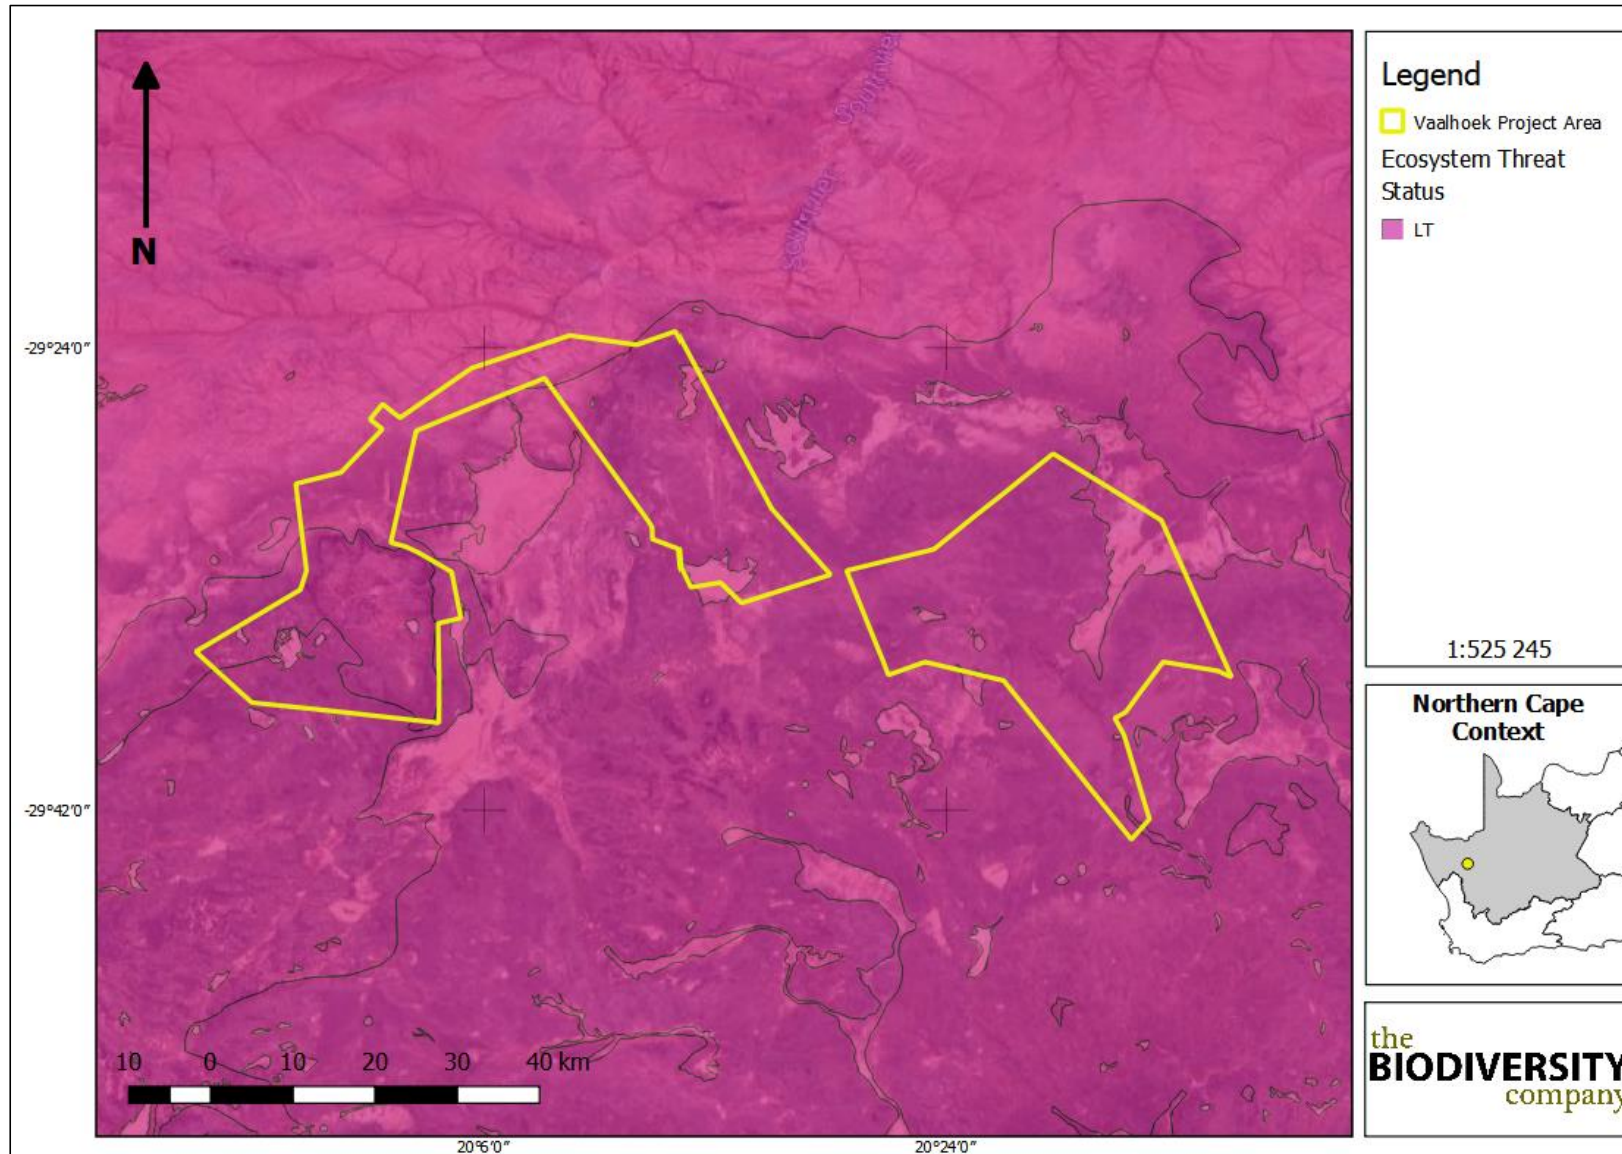 Legend
Vaalhoek Project Area
Ecosystem Threat
Status
LT
N
-29°24'0"
-29°42'0"
10 0 10 20 30 40 km
20°6'0"
20°24'0"
1:525 245
Northern Cape
Context
the
BIODIVERSITY
company